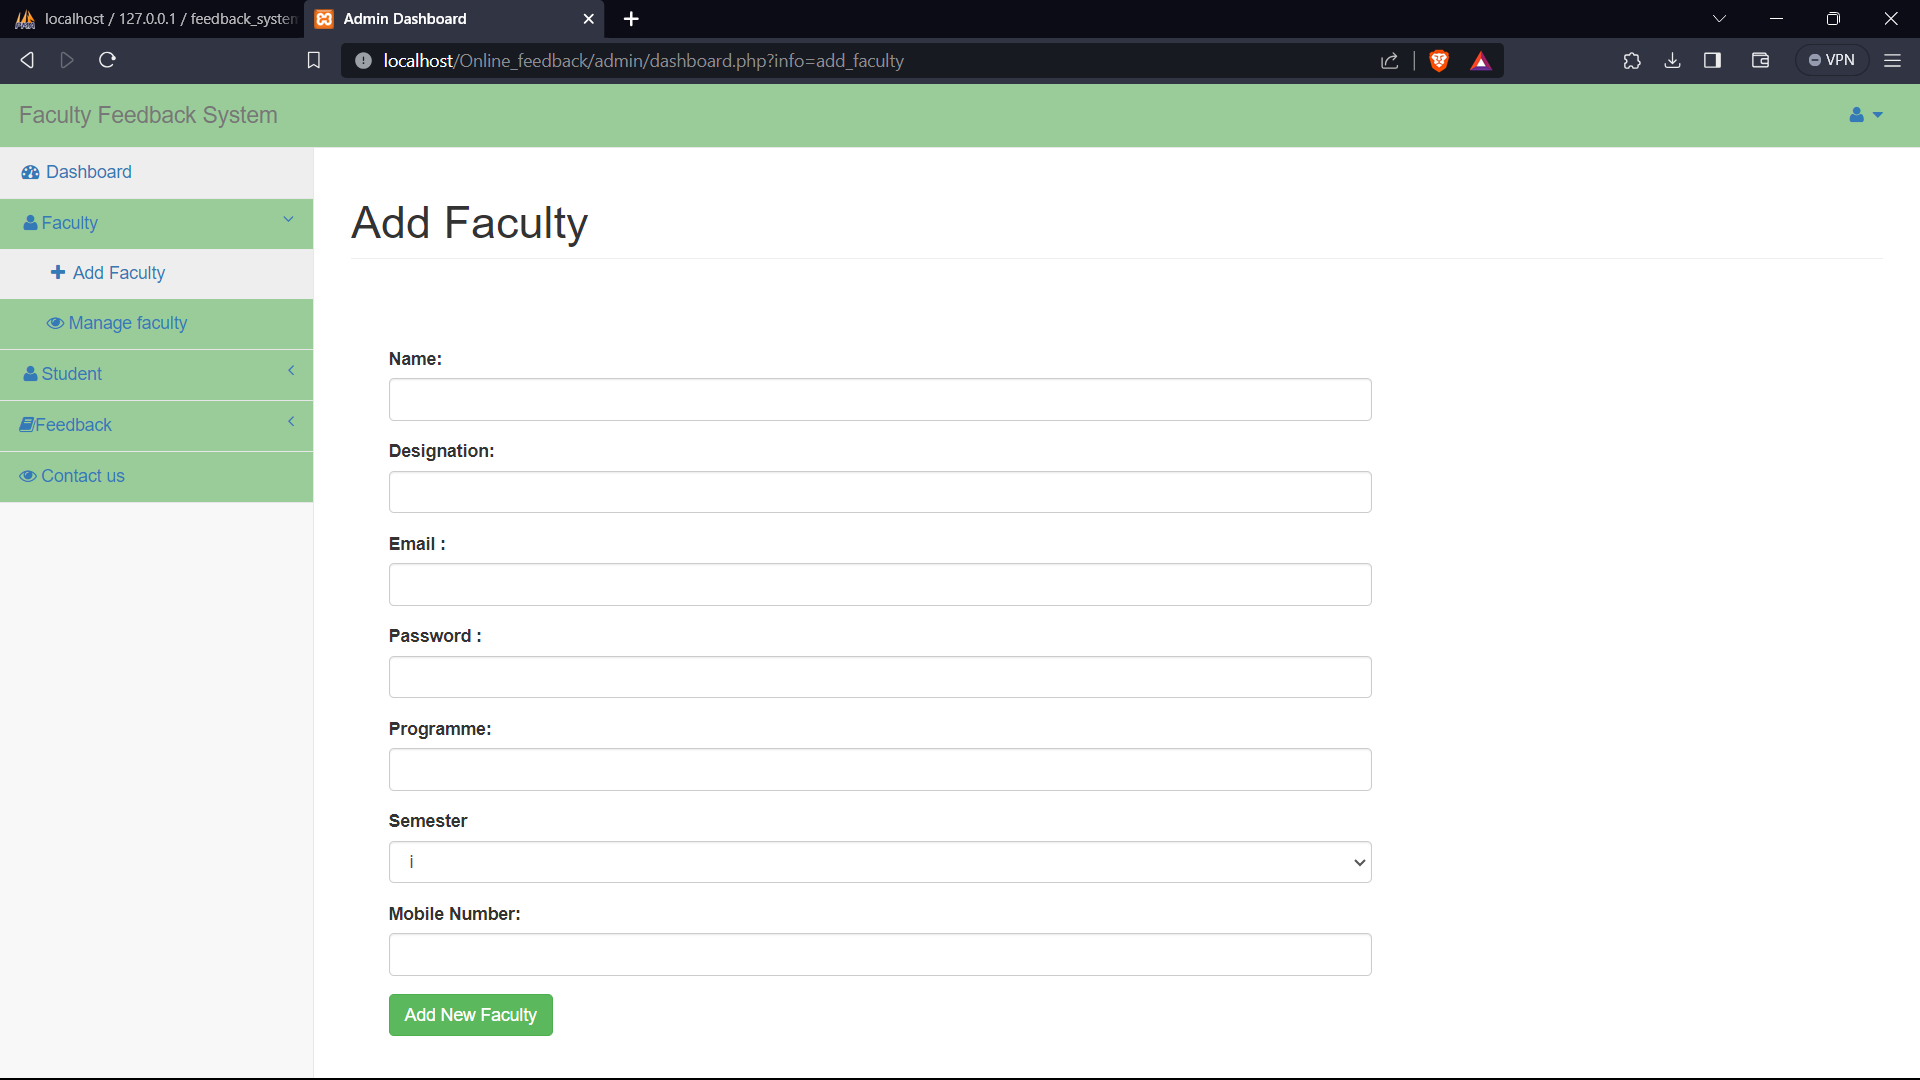 localhost / 127.0.0.1 / feedback_system
Admin Dashboard
localhost/Online_feedback/admin/dashboard.php?info=add_faculty
VPN
Faculty Feedback System
Dashboard
Faculty
Add Faculty
Manage faculty
Student
Feedback
Contact us
Add Faculty
Name:
Designation:
Email :
Password :
Programme:
Semester
i
Mobile Number:
Add New Faculty